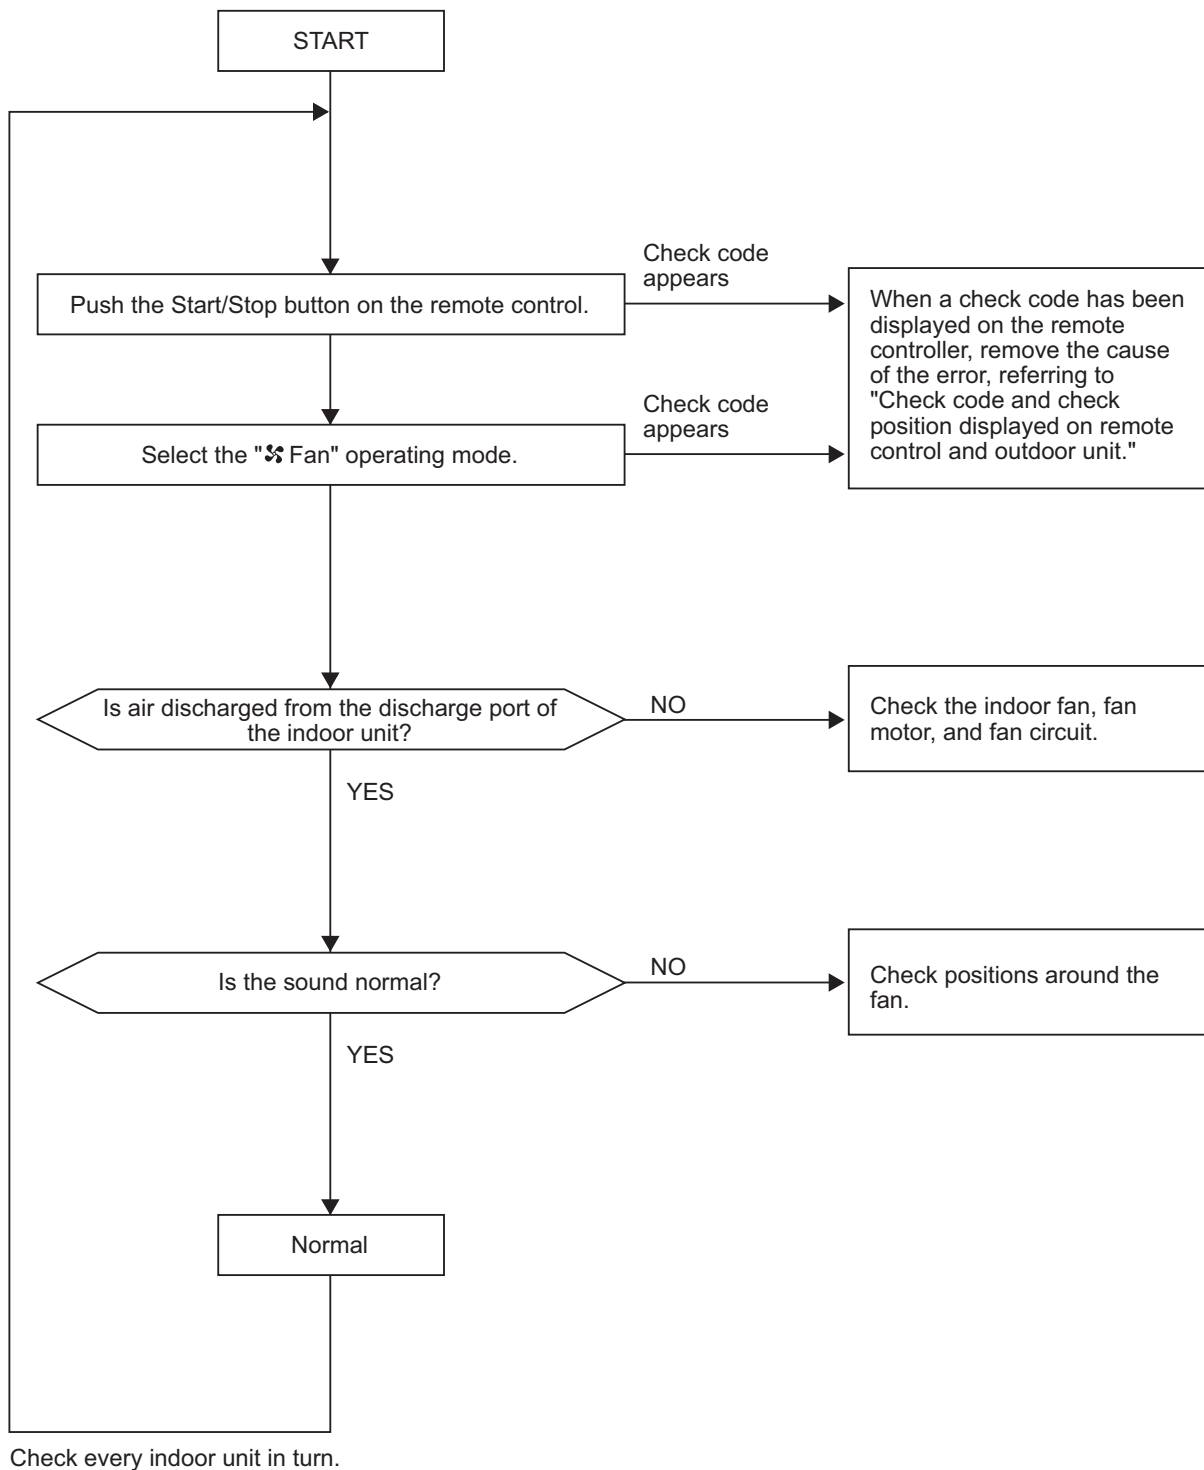 START
Check code
appears
Push the Start/Stop button on the remote control.
When a check code has been
displayed on the remote
controller, remove the cause
of the error, referring to
"Check code and check
position displayed on remote
control and outdoor unit."
Check code
appears
Select the " Fan" operating mode.
Is air discharged from the discharge port of
the indoor unit?
NO
Check the indoor fan, fan
motor, and fan circuit.
YES
Is the sound normal?
NO
Check positions around the
fan.
YES
Normal
Check every indoor unit in turn.